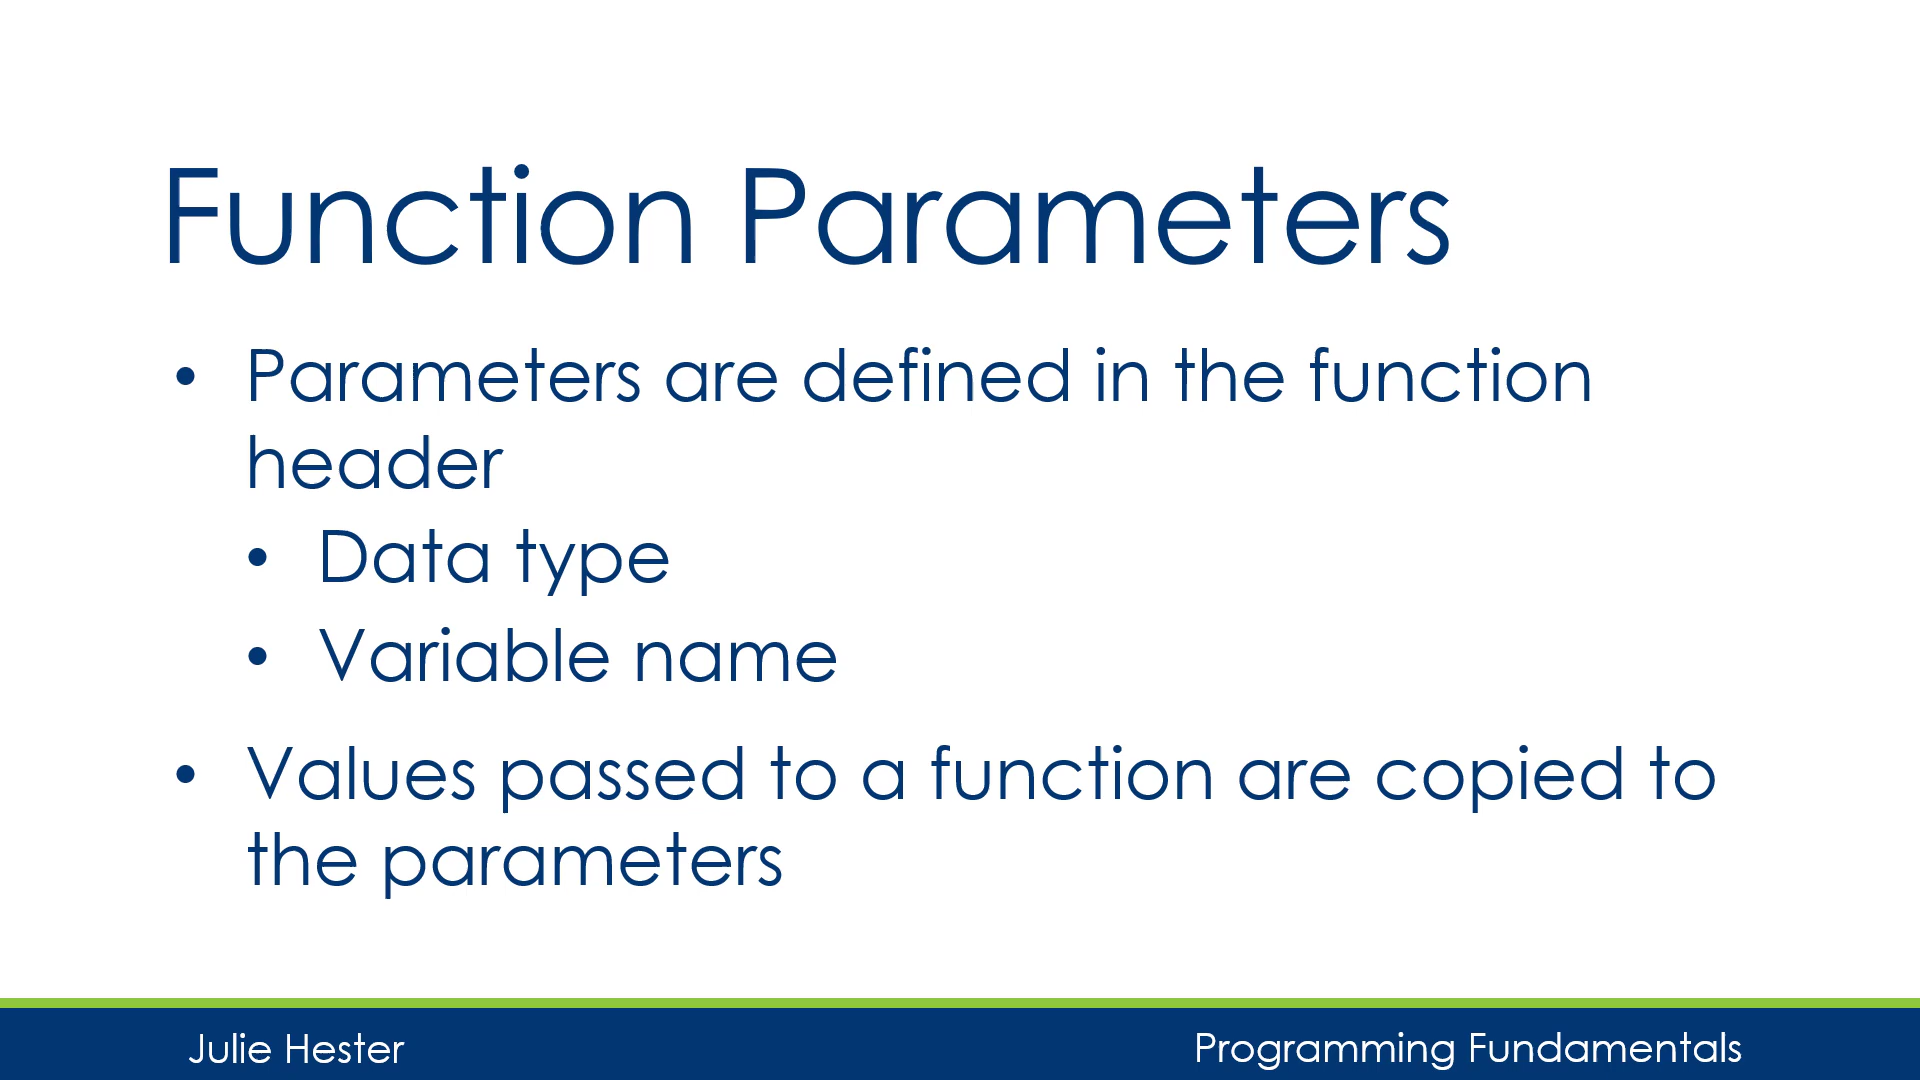 Function Parameters
• Parameters are defined in the function
header
• Data type
• Variable name
• Values passed to a function are copied to
the parameters
Julie Hester
Programming Fundamentals